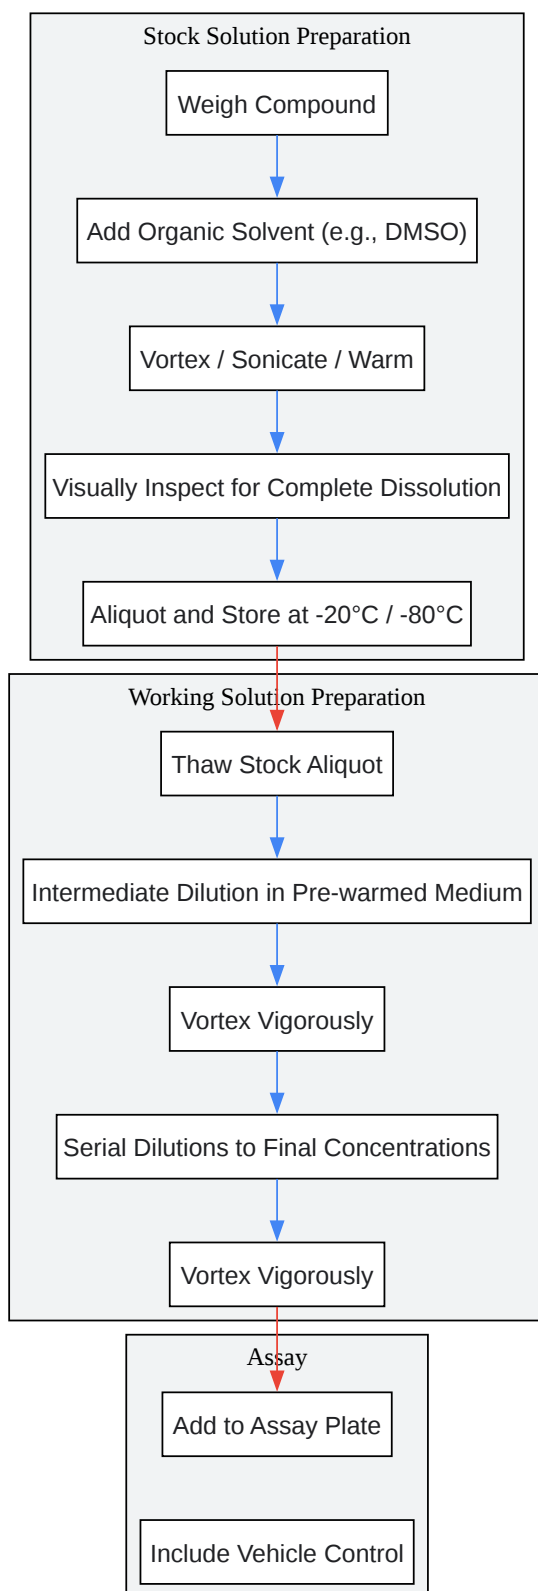 Stock Solution Preparation
Weigh Compound
Add Organic Solvent (e.g., DMSO)
Vortex / Sonicate / Warm
Visually Inspect for Complete Dissolution
Aliquot and Store at -20°C / -80°C
Working Solution Preparation
Thaw Stock Aliquot
Intermediate Dilution in Pre-warmed Medium
Vortex Vigorously
Serial Dilutions to Final Concentrations
Vortex Vigorously
Assay
Add to Assay Plate
Include Vehicle Control